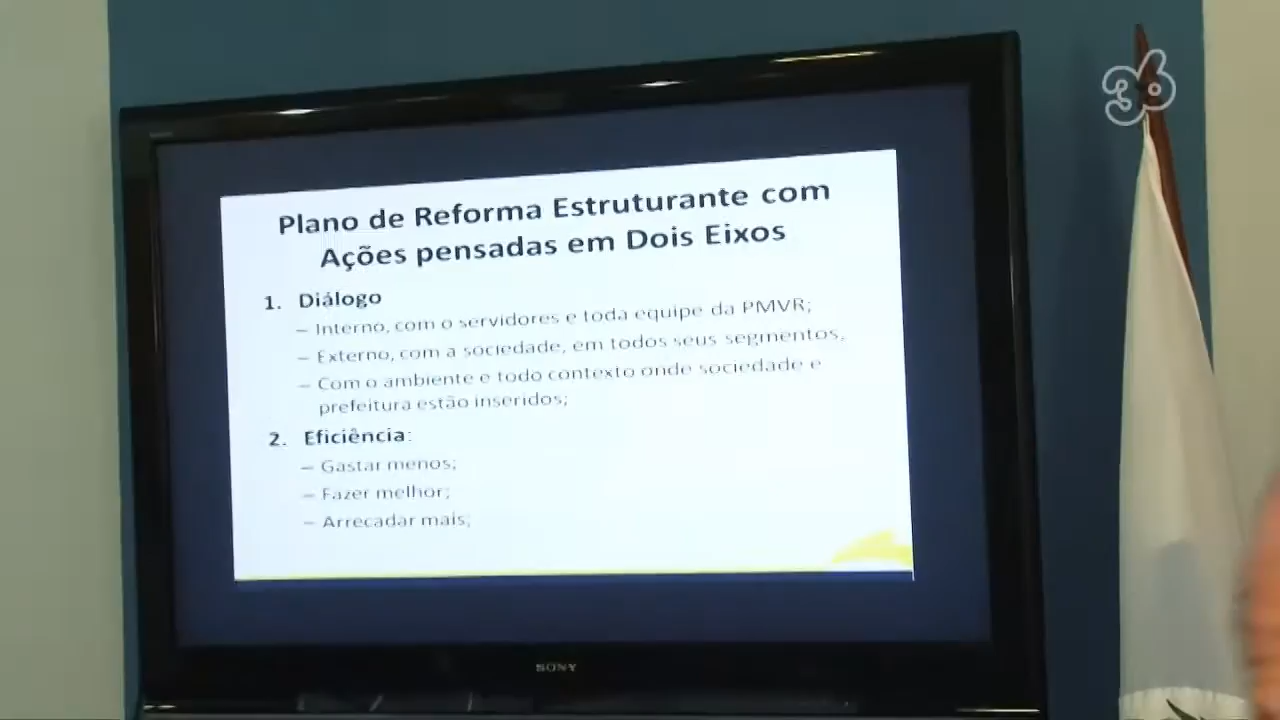 36
Plano de Reforma Estruturante com
Ações pensadas em Dois Eixos
1. Diálogo
– Interno, com o servidores e toda equipe da PMVR;
– Externo, com a sociedade, em todos seus segmentos,
– Com o ambiente e todo contexto onde sociedade e
prefeitura estão inseridos;
2. Eficiência:
– Gastar menos;
– Fazer melhor;
– Arrecadar mais;
SONY